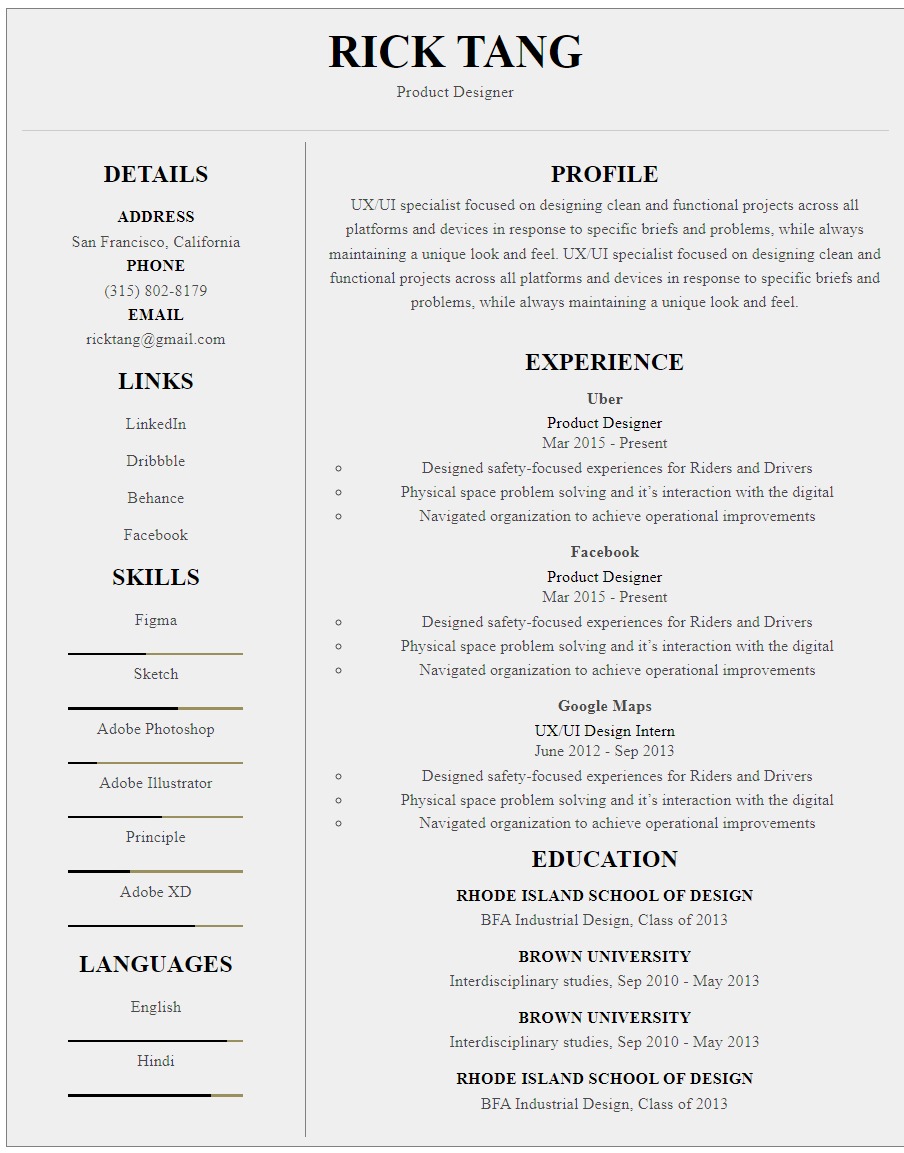 RICK TANG
Product Designer
DETAILS
ADDRESS
San Francisco, California
PHONE
(315) 802-8179
EMAIL
ricktang@gmail.com
LINKS
LinkedIn
Dribbble
Behance
Facebook
SKILLS
Figma
Sketch
Adobe Photoshop
Adobe Illustrator
Principle
Adobe XD
LANGUAGES
English
Hindi
PROFILE
UX/UI specialist focused on designing clean and functional projects across all
platforms and devices in response to specific briefs and problems, while always
maintaining a unique look and feel. UX/UI specialist focused on designing clean and
functional projects across all platforms and devices in response to specific briefs and
problems, while always maintaining a unique look and feel.
EXPERIENCE
Uber
Product Designer
Mar 2015 - Present
Designed safety-focused experiences for Riders and Drivers
Physical space problem solving and it’s interaction with the digital
Navigated organization to achieve operational improvements
Facebook
Product Designer
Mar 2015 - Present
Designed safety-focused experiences for Riders and Drivers
Physical space problem solving and it’s interaction with the digital
Navigated organization to achieve operational improvements
Google Maps
UX/UI Design Intern
June 2012 - Sep 2013
Designed safety-focused experiences for Riders and Drivers
Physical space problem solving and it’s interaction with the digital
Navigated organization to achieve operational improvements
EDUCATION
RHODE ISLAND SCHOOL OF DESIGN
BFA Industrial Design, Class of 2013
BROWN UNIVERSITY
Interdisciplinary studies, Sep 2010 - May 2013
BROWN UNIVERSITY
Interdisciplinary studies, Sep 2010 - May 2013
RHODE ISLAND SCHOOL OF DESIGN
BFA Industrial Design, Class of 2013